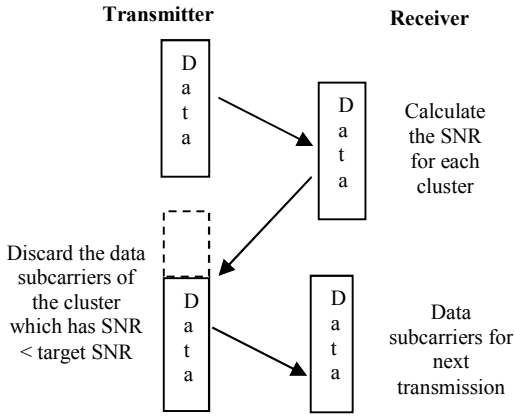 Transmitter
Receiver
D
a
t
a
D
a
t
a
Calculate
the SNR
for each
cluster
Discard the data
subcarriers of
the cluster
which has SNR
< target SNR
D
a
t
a
D
a
t
a
Data
subcarriers for
next
transmission